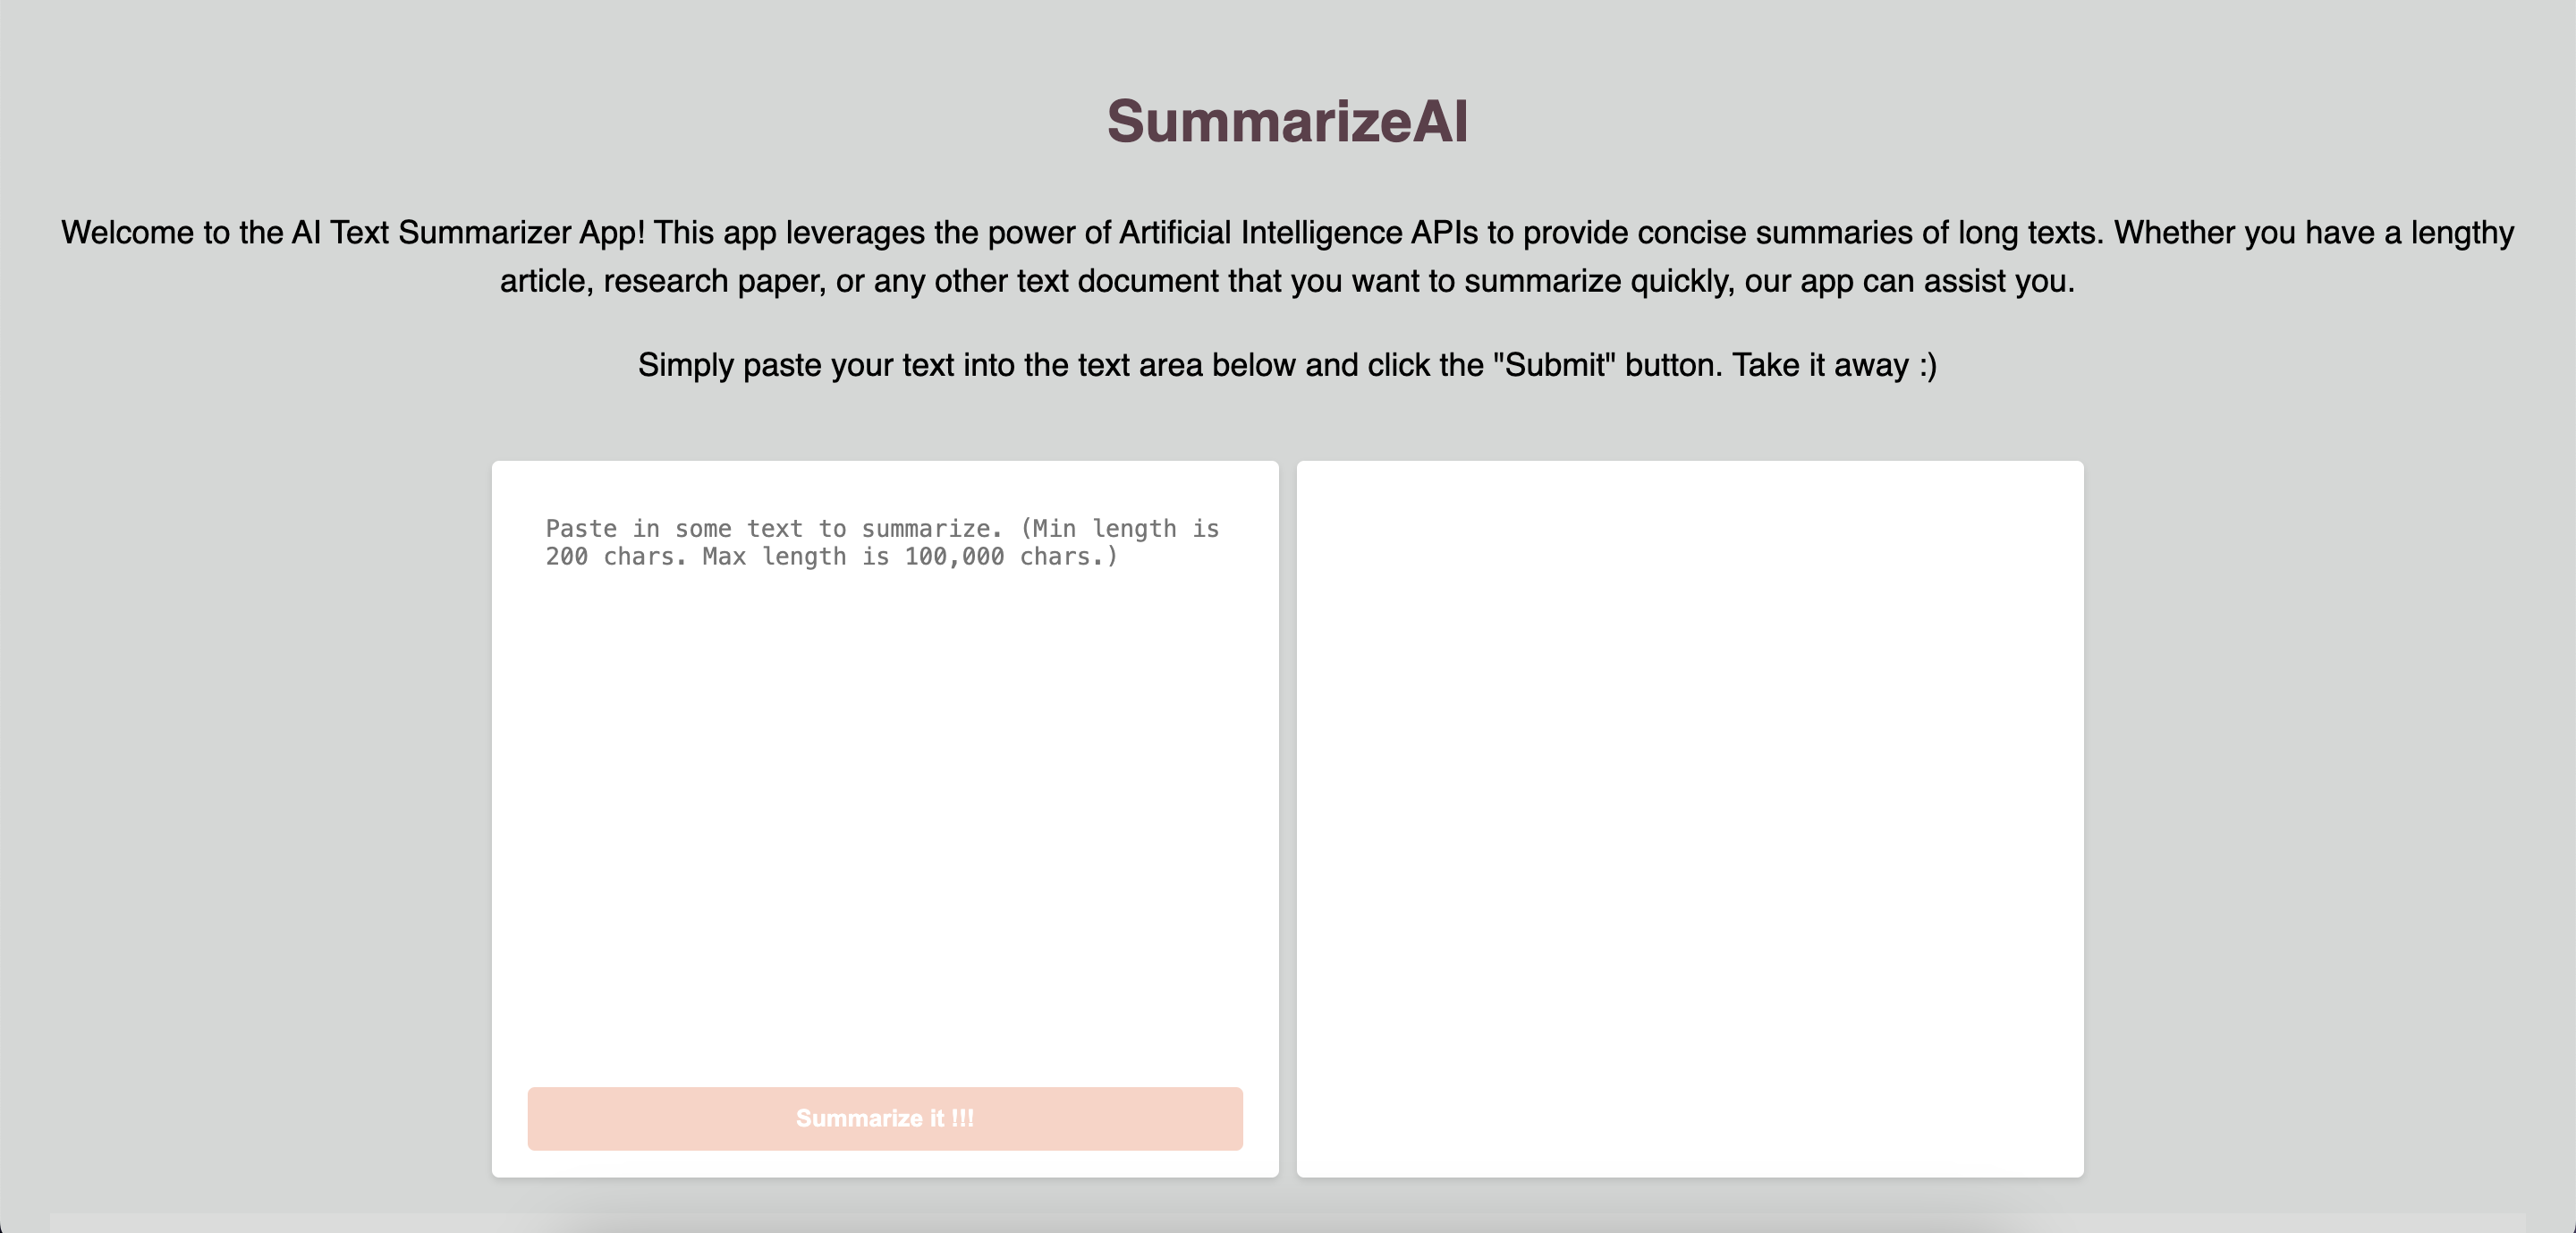 SummarizeAI
Welcome to the AI Text Summarizer App! This app leverages the power of Artificial Intelligence APIs to provide concise summaries of long texts. Whether you have a lengthy
article, research paper, or any other text document that you want to summarize quickly, our app can assist you.
Simply paste your text into the text area below and click the "Submit" button. Take it away :)
Paste in some text to summarize. (Min length is
200 chars. Max length is 100,000 chars.)
Summarize it !!!